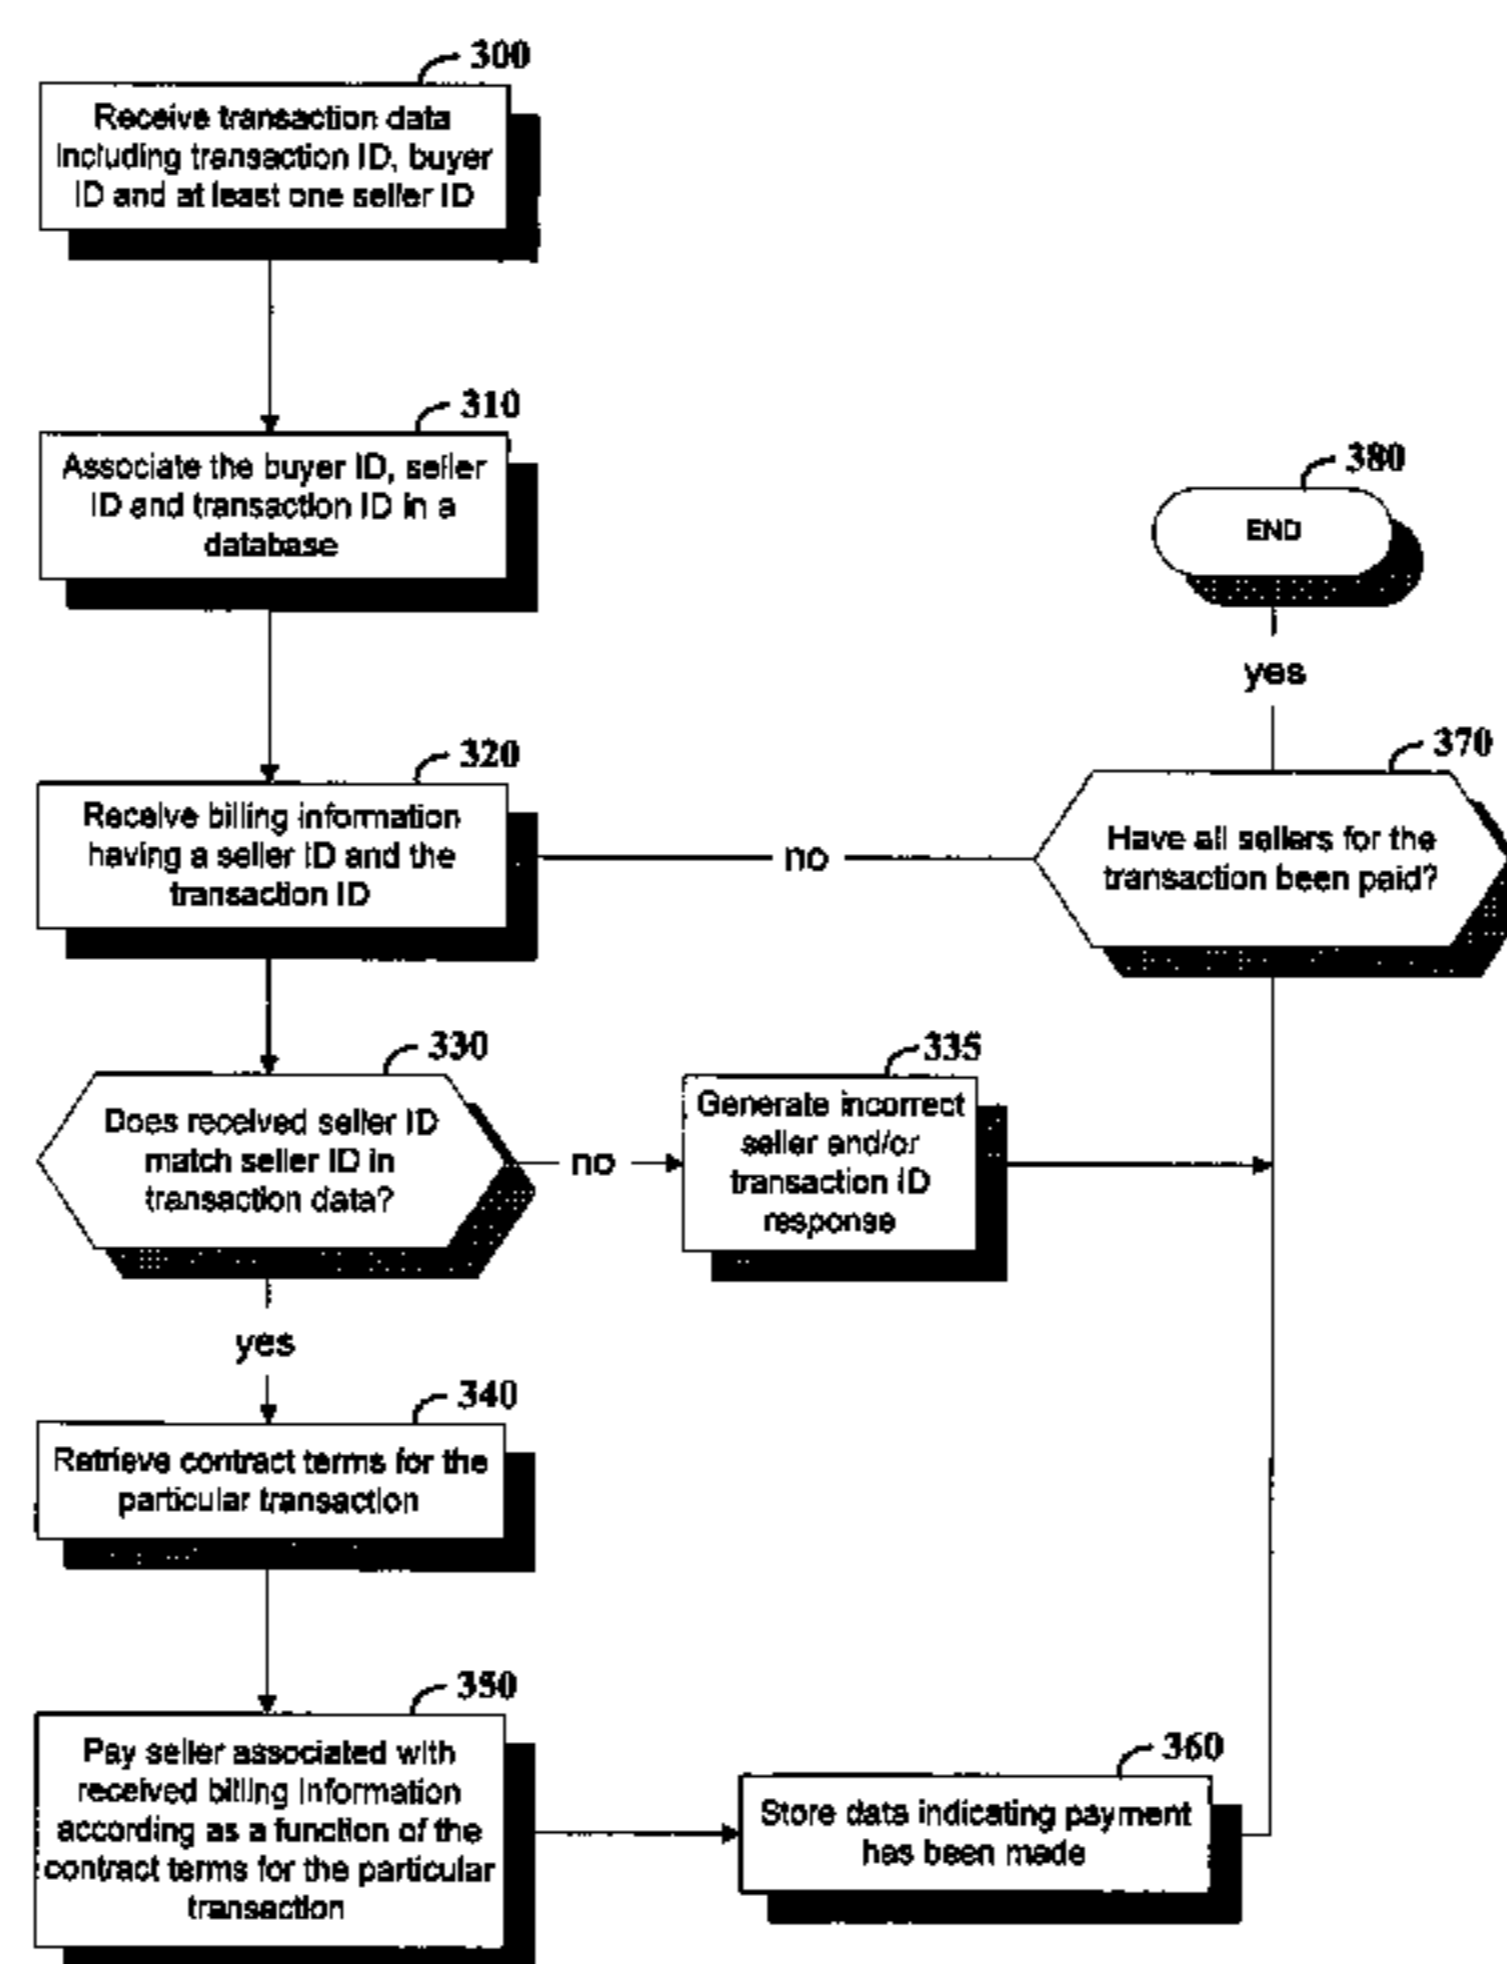 300
Receive transaction data
including transaction ID, buyer
ID and at least one seller ID
310
Associate the buyer ID, seller
ID and transaction ID in a
database
320
Receive billing information
having a seller ID and the
transaction ID
330
Does received seller ID
match seller ID in
transaction data?
no
335
Generate incorrect
seller and/or
transaction ID
response
yes
340
Retrieve contract terms for the
particular transaction
350
Pay seller associated with
received billing information
according as a function of the
contract terms for the particular
transaction
360
Store data indicating payment
has been made
370
Have all sellers for the
transaction been paid?
no
yes
380
END